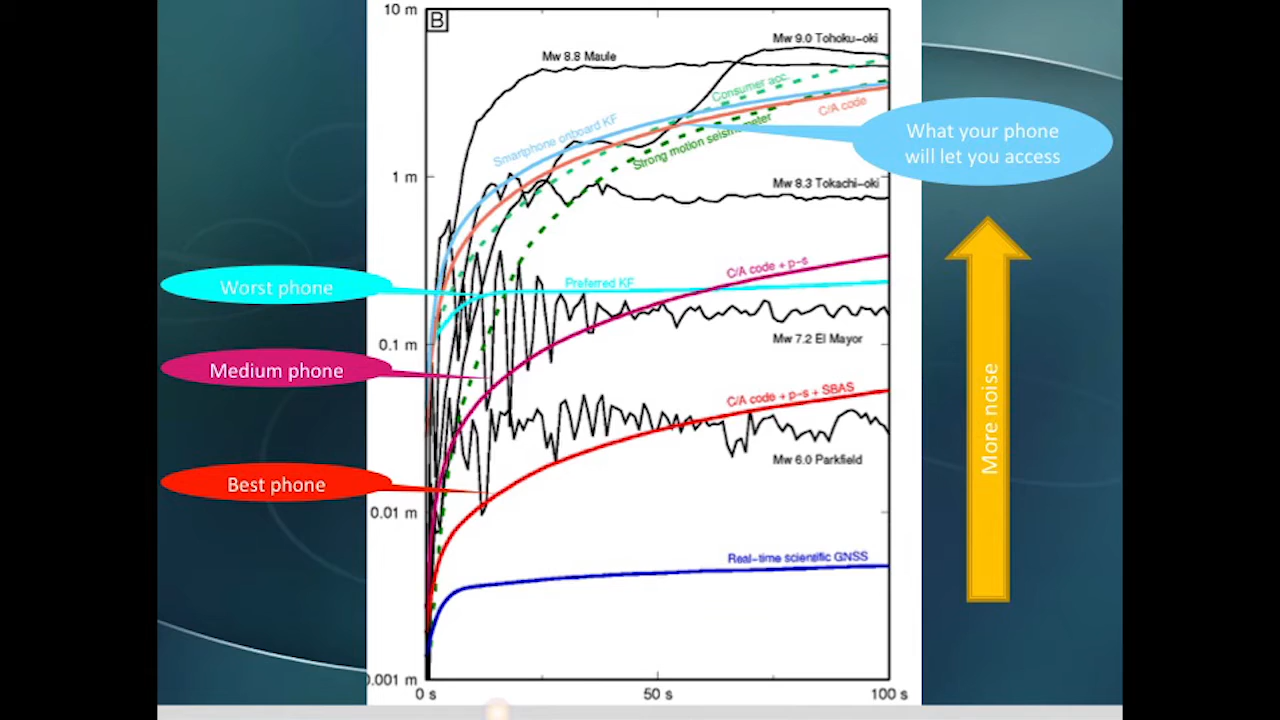 10 m
B
Mw 9.0 Tohoku-oki
Mw 8.8 Maule
Consumer acc.
C/A code
Smartphone onboard KF
Strong motion seismometer
What your phone
will let you access
1 m
Mw 8.3 Tokachi-oki
C/A code + p-s
Worst phone
Preferred KF
0.1 m
Mw 7.2 El Mayor
Medium phone
C/A code + p-s + SBAS
More noise
Mw 6.0 Parkfield
Best phone
0.01 m
Real-time scientific GNSS
0.001 m
0 s
50 s
100 s